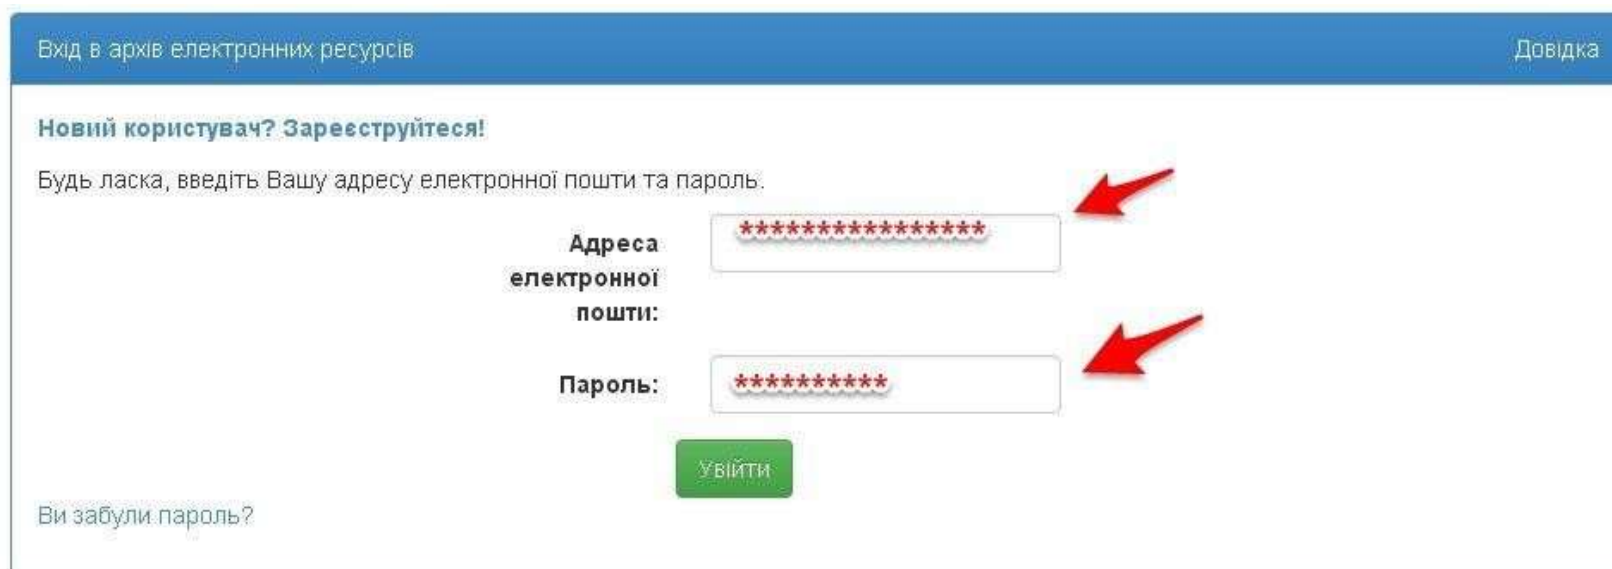 Вхід в архів електронних ресурсів
Довідка
Новий користувач? Зареєструйтеся!
Будь ласка, введіть Вашу адресу електронної пошти та пароль.
Адреса
електронної
пошти:
****************
Пароль:
**********
Увійти
Ви забули пароль?